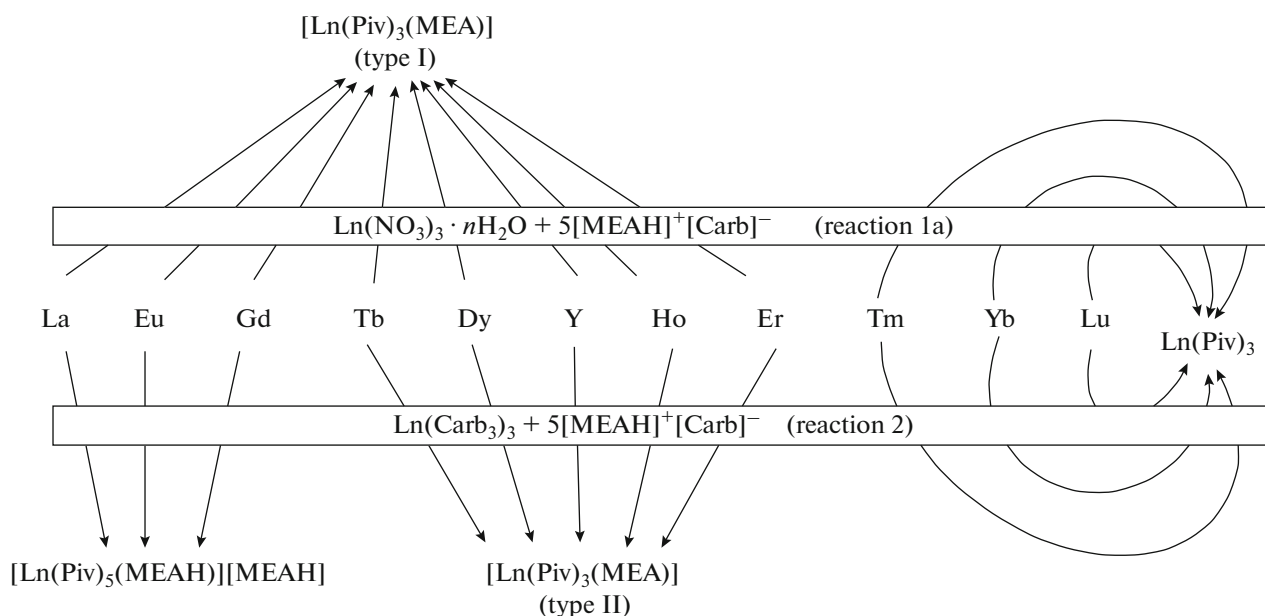 [Ln(Piv)₃(MEA)]
(type I)
Ln(NO₃)₃ · nH₂O + 5[MEAH]⁺[Carb]⁻ (reaction 1a)
La Eu Gd Tb Dy Y Ho Er Tm Yb Lu
Ln(Piv)₃
Ln(Carb₃)₃ + 5[MEAH]⁺[Carb]⁻ (reaction 2)
[Ln(Piv)₅(MEAH)][MEAH] [Ln(Piv)₃(MEA)]
(type II)